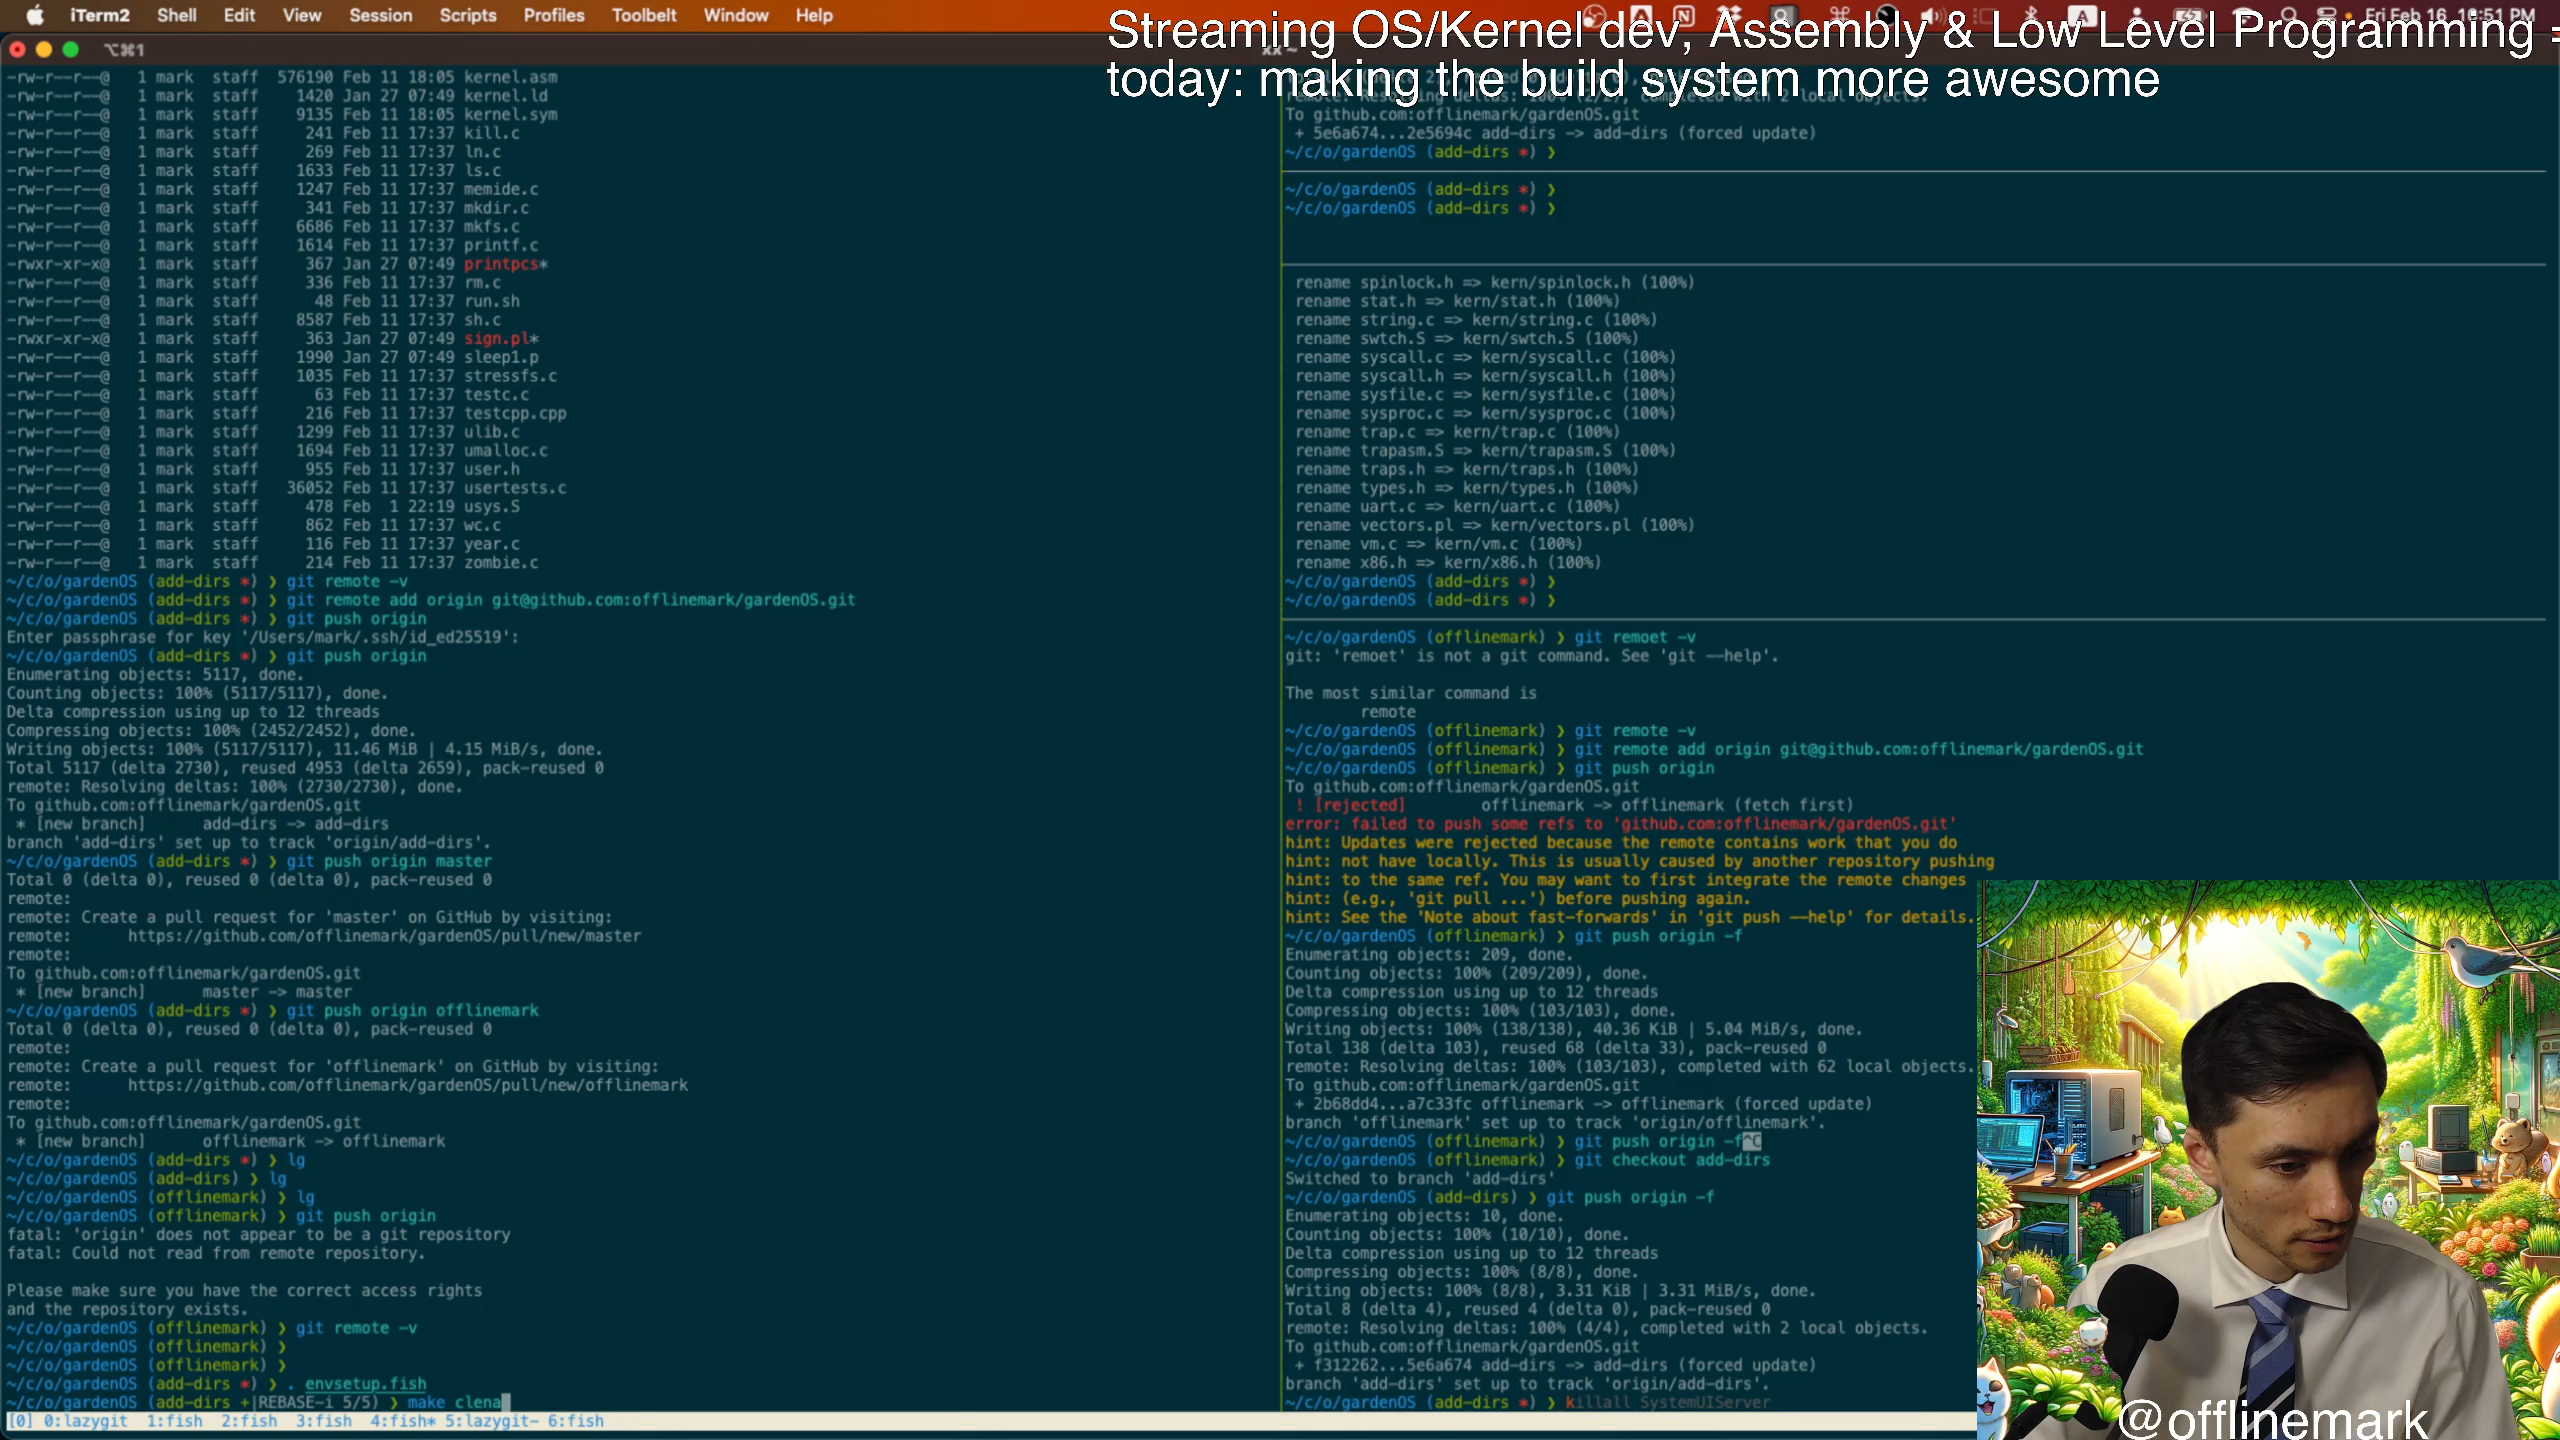 iTerm2 Shell Edit View Session Scripts Profiles Toolbelt Window Help
Fri Feb 16
Streaming OS/Kernel dev, Assembly & Low Level Programming
today: making the build system more awesome
⌥⌘1
-rw-r--r--@ 1 mark staff 576190 Feb 11 18:05 kernel.asm
-rw-r--r--@ 1 mark staff 1420 Jan 27 07:49 kernel.ld
-rw-r--r--@ 1 mark staff 9135 Feb 11 18:05 kernel.sym
-rw-r--r--@ 1 mark staff 241 Feb 11 17:37 kill.c
-rw-r--r--@ 1 mark staff 269 Feb 11 17:37 ln.c
-rw-r--r--@ 1 mark staff 1633 Feb 11 17:37 ls.c
-rw-r--r--@ 1 mark staff 1247 Feb 11 17:37 memide.c
-rw-r--r--@ 1 mark staff 341 Feb 11 17:37 mkdir.c
-rw-r--r--@ 1 mark staff 6686 Feb 11 17:37 mkfs.c
-rw-r--r--@ 1 mark staff 1614 Feb 11 17:37 printf.c
-rwxr-xr-x@ 1 mark staff 367 Jan 27 07:49 printpcs*
-rw-r--r--@ 1 mark staff 336 Feb 11 17:37 rm.c
-rw-r--r--@ 1 mark staff 48 Feb 11 17:37 run.sh
-rw-r--r--@ 1 mark staff 8587 Feb 11 17:37 sh.c
-rwxr-xr-x@ 1 mark staff 363 Jan 27 07:49 sign.pl*
-rw-r--r--@ 1 mark staff 1990 Jan 27 07:49 sleep1.p
-rw-r--r--@ 1 mark staff 1035 Feb 11 17:37 stressfs.c
-rw-r--r--@ 1 mark staff 63 Feb 11 17:37 testc.c
-rw-r--r--@ 1 mark staff 216 Feb 11 17:37 testcpp.cpp
-rw-r--r--@ 1 mark staff 1299 Feb 11 17:37 ulib.c
-rw-r--r--@ 1 mark staff 1694 Feb 11 17:37 umalloc.c
-rw-r--r--@ 1 mark staff 955 Feb 11 17:37 user.h
-rw-r--r--@ 1 mark staff 36052 Feb 11 17:37 usertests.c
-rw-r--r--@ 1 mark staff 478 Feb 1 22:19 usys.S
-rw-r--r--@ 1 mark staff 862 Feb 11 17:37 wc.c
-rw-r--r--@ 1 mark staff 116 Feb 11 17:37 year.c
-rw-r--r--@ 1 mark staff 214 Feb 11 17:37 zombie.c
~/c/o/gardenOS (add-dirs *) ❯ git remote -v
~/c/o/gardenOS (add-dirs *) ❯ git remote add origin git@github.com:offlinemark/gardenOS.git
~/c/o/gardenOS (add-dirs *) ❯ git push origin
Enter passphrase for key '/Users/mark/.ssh/id_ed25519':
~/c/o/gardenOS (add-dirs *) ❯ git push origin
Enumerating objects: 5117, done.
Counting objects: 100% (5117/5117), done.
Delta compression using up to 12 threads
Compressing objects: 100% (2452/2452), done.
Writing objects: 100% (5117/5117), 11.46 MiB | 4.15 MiB/s, done.
Total 5117 (delta 2730), reused 4953 (delta 2659), pack-reused 0
remote: Resolving deltas: 100% (2730/2730), done.
To github.com:offlinemark/gardenOS.git
* [new branch] add-dirs -> add-dirs
branch 'add-dirs' set up to track 'origin/add-dirs'.
~/c/o/gardenOS (add-dirs *) ❯ git push origin master
Total 0 (delta 0), reused 0 (delta 0), pack-reused 0
remote:
remote: Create a pull request for 'master' on GitHub by visiting:
remote: https://github.com/offlinemark/gardenOS/pull/new/master
remote:
To github.com:offlinemark/gardenOS.git
* [new branch] master -> master
~/c/o/gardenOS (add-dirs *) ❯ git push origin offlinemark
Total 0 (delta 0), reused 0 (delta 0), pack-reused 0
remote:
remote: Create a pull request for 'offlinemark' on GitHub by visiting:
remote: https://github.com/offlinemark/gardenOS/pull/new/offlinemark
remote:
To github.com:offlinemark/gardenOS.git
* [new branch] offlinemark -> offlinemark
~/c/o/gardenOS (add-dirs *) ❯ lg
~/c/o/gardenOS (add-dirs) ❯ lg
~/c/o/gardenOS (offlinemark) ❯ lg
~/c/o/gardenOS (offlinemark) ❯ git push origin
fatal: 'origin' does not appear to be a git repository
fatal: Could not read from remote repository.
Please make sure you have the correct access rights
and the repository exists.
~/c/o/gardenOS (offlinemark) ❯ git remote -v
~/c/o/gardenOS (offlinemark) ❯
~/c/o/gardenOS (offlinemark) ❯
~/c/o/gardenOS (add-dirs *) ❯ . envsetup.fish
~/c/o/gardenOS (add-dirs +|REBASE-i 5/5) ❯ make clena
[0] 0:lazygit 1:fish 2:fish 3:fish 4:fish* 5:lazygit- 6:fish
To github.com:offlinemark/gardenOS.git
+ 5e6a674...2e5694c add-dirs -> add-dirs (forced update)
~/c/o/gardenOS (add-dirs *) ❯
~/c/o/gardenOS (add-dirs *) ❯
~/c/o/gardenOS (add-dirs *) ❯
rename spinlock.h => kern/spinlock.h (100%)
rename stat.h => kern/stat.h (100%)
rename string.c => kern/string.c (100%)
rename swtch.S => kern/swtch.S (100%)
rename syscall.c => kern/syscall.c (100%)
rename syscall.h => kern/syscall.h (100%)
rename sysfile.c => kern/sysfile.c (100%)
rename sysproc.c => kern/sysproc.c (100%)
rename trap.c => kern/trap.c (100%)
rename trapasm.S => kern/trapasm.S (100%)
rename traps.h => kern/traps.h (100%)
rename types.h => kern/types.h (100%)
rename uart.c => kern/uart.c (100%)
rename vectors.pl => kern/vectors.pl (100%)
rename vm.c => kern/vm.c (100%)
rename x86.h => kern/x86.h (100%)
~/c/o/gardenOS (add-dirs *) ❯
~/c/o/gardenOS (add-dirs *) ❯
~/c/o/gardenOS (offlinemark) ❯ git remoet -v
git: 'remoet' is not a git command. See 'git --help'.
The most similar command is
remote
~/c/o/gardenOS (offlinemark) ❯ git remote -v
~/c/o/gardenOS (offlinemark) ❯ git remote add origin git@github.com:offlinemark/gardenOS.git
~/c/o/gardenOS (offlinemark) ❯ git push origin
To github.com:offlinemark/gardenOS.git
! [rejected] offlinemark -> offlinemark (fetch first)
error: failed to push some refs to 'github.com:offlinemark/gardenOS.git'
hint: Updates were rejected because the remote contains work that you do
hint: not have locally. This is usually caused by another repository pushing
hint: to the same ref. You may want to first integrate the remote changes
hint: (e.g., 'git pull ...') before pushing again.
hint: See the 'Note about fast-forwards' in 'git push --help' for details.
~/c/o/gardenOS (offlinemark) ❯ git push origin -f
Enumerating objects: 209, done.
Counting objects: 100% (209/209), done.
Delta compression using up to 12 threads
Compressing objects: 100% (103/103), done.
Writing objects: 100% (138/138), 40.36 KiB | 5.04 MiB/s, done.
Total 138 (delta 103), reused 68 (delta 33), pack-reused 0
remote: Resolving deltas: 100% (103/103), completed with 62 local objects.
To github.com:offlinemark/gardenOS.git
+ 2b68dd4...a7c33fc offlinemark -> offlinemark (forced update)
branch 'offlinemark' set up to track 'origin/offlinemark'.
~/c/o/gardenOS (offlinemark) ❯ git push origin -f^C
~/c/o/gardenOS (offlinemark) ❯ git checkout add-dirs
Switched to branch 'add-dirs'
~/c/o/gardenOS (add-dirs) ❯ git push origin -f
Enumerating objects: 10, done.
Counting objects: 100% (10/10), done.
Delta compression using up to 12 threads
Compressing objects: 100% (8/8), done.
Writing objects: 100% (8/8), 3.31 KiB | 3.31 MiB/s, done.
Total 8 (delta 4), reused 4 (delta 0), pack-reused 0
remote: Resolving deltas: 100% (4/4), completed with 2 local objects.
To github.com:offlinemark/gardenOS.git
+ f312262...5e6a674 add-dirs -> add-dirs (forced update)
branch 'add-dirs' set up to track 'origin/add-dirs'.
~/c/o/gardenOS (add-dirs *) ❯ killall SystemUIServer
@offlinemark